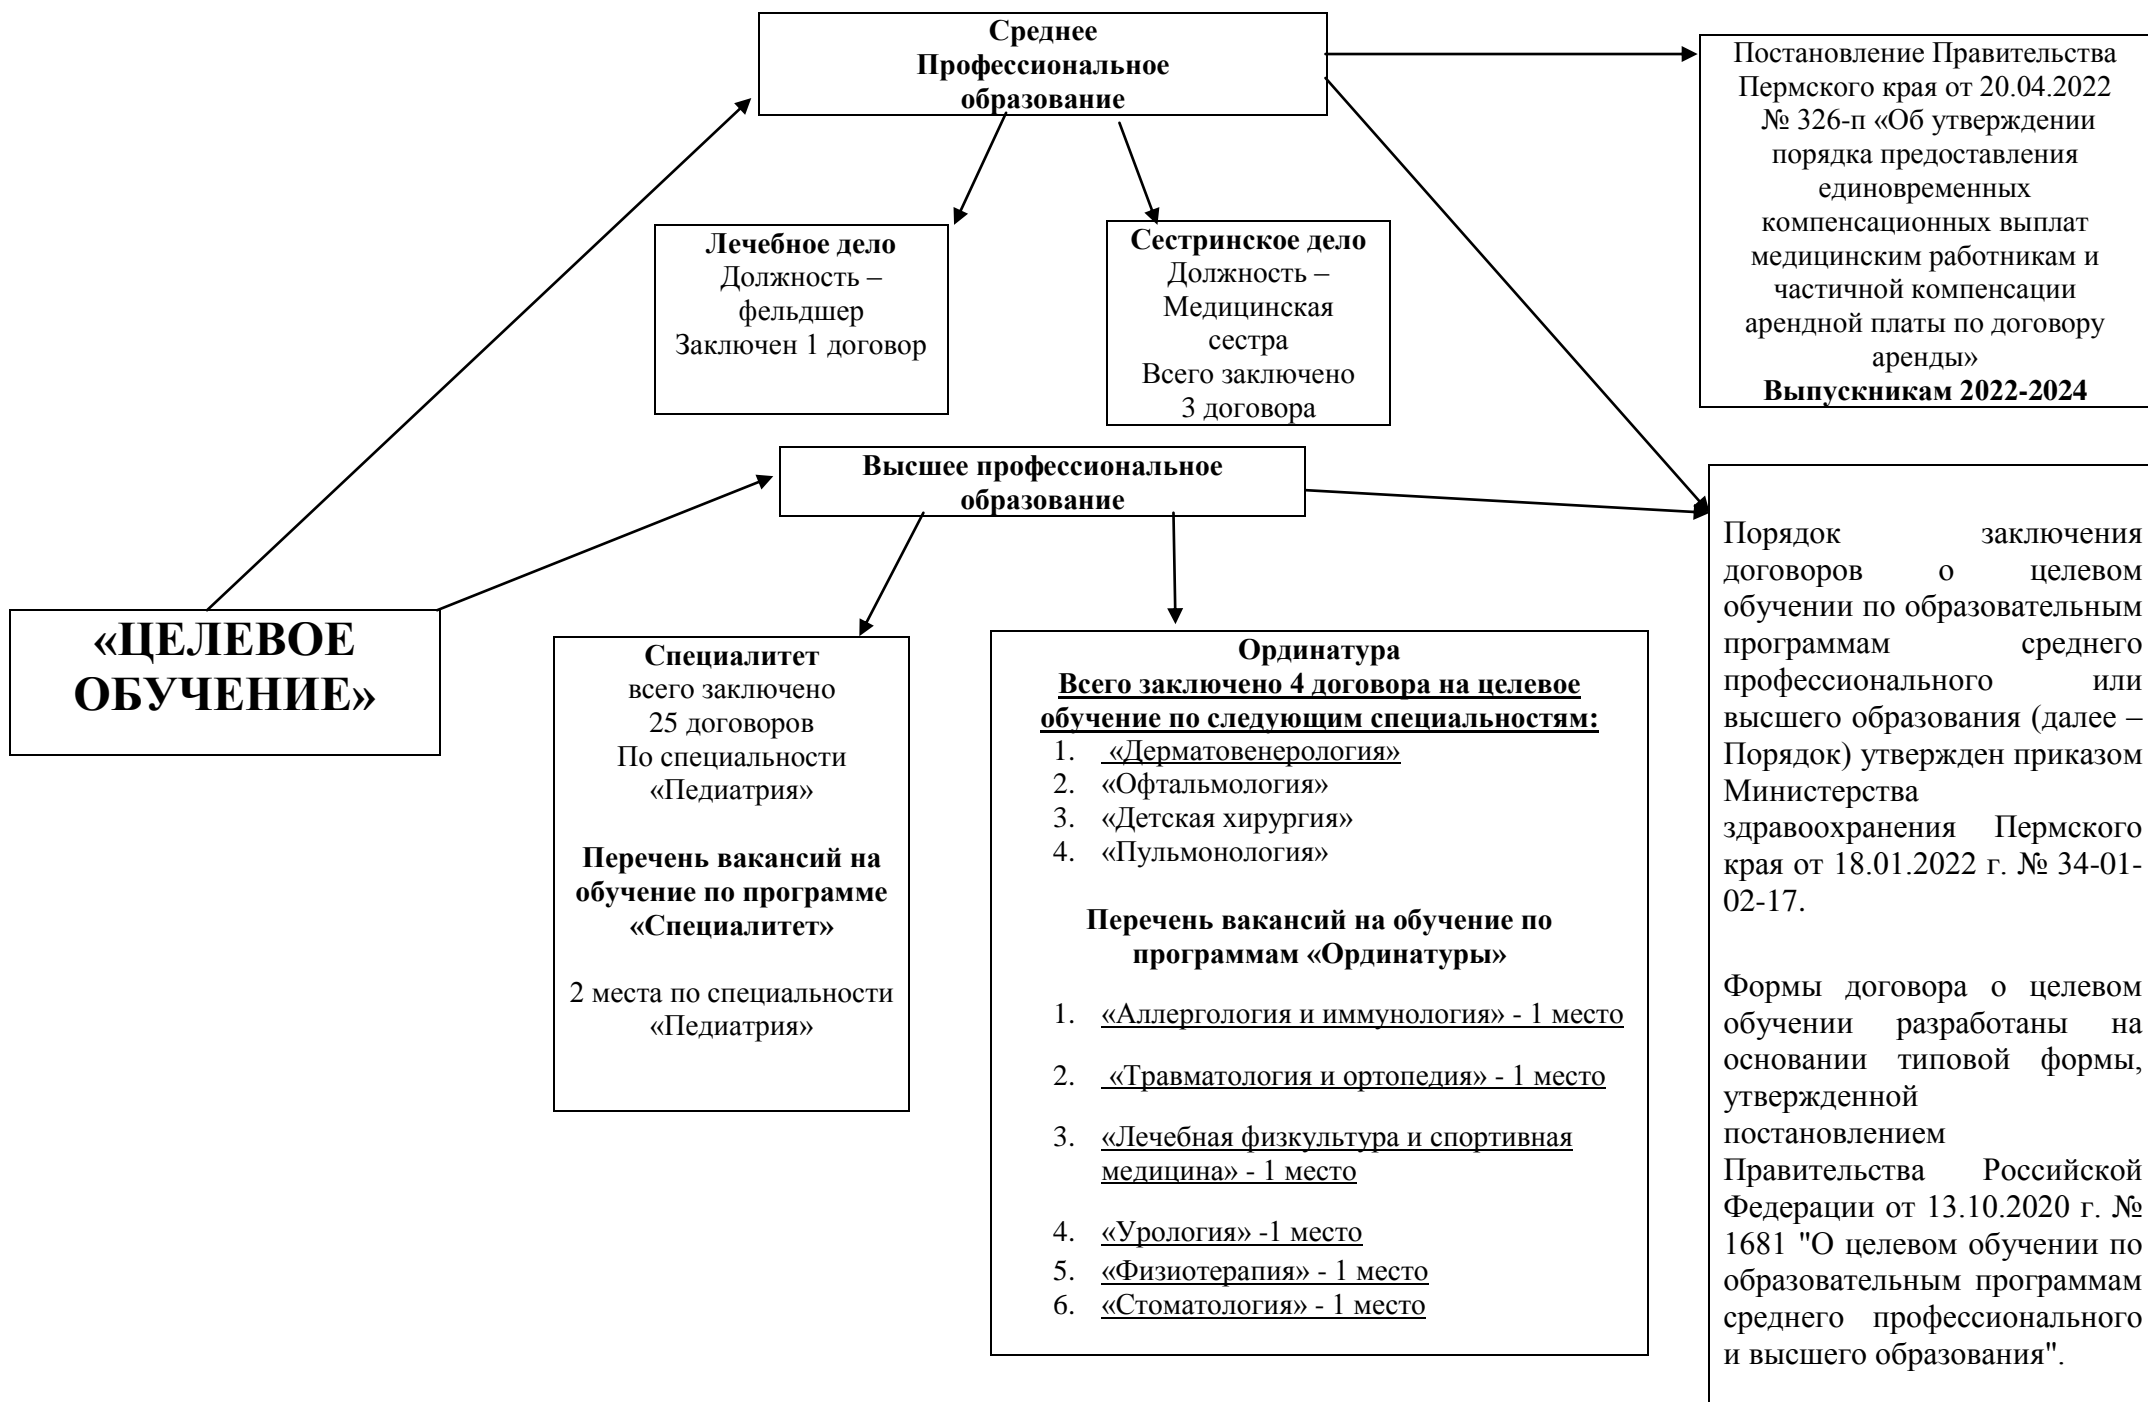 Среднее
Профессиональное
образование
Постановление Правительства
Пермского края от 20.04.2022
№ 326-п «Об утверждении
порядка предоставления
единовременных
компенсационных выплат
медицинским работникам и
частичной компенсации
арендной платы по договору
аренды»
Выпускникам 2022-2024
Лечебное дело
Должность –
фельдшер
Заключен 1 договор
Сестринское дело
Должность –
Медицинская
сестра
Всего заключено
3 договора
Высшее профессиональное
образование
«ЦЕЛЕВОЕ
ОБУЧЕНИЕ»
Специалитет
всего заключено
25 договоров
По специальности
«Педиатрия»
Перечень вакансий на
обучение по программе
«Специалитет»
2 места по специальности
«Педиатрия»
Ординатура
Всего заключено 4 договора на целевое
обучение по следующим специальностям:
1. «Дерматовенерология»
2. «Офтальмология»
3. «Детская хирургия»
4. «Пульмонология»
Перечень вакансий на обучение по
программам «Ординатуры»
1. «Аллергология и иммунология» - 1 место
2. «Травматология и ортопедия» - 1 место
3. «Лечебная физкультура и спортивная
медицина» - 1 место
4. «Урология» -1 место
5. «Физиотерапия» - 1 место
6. «Стоматология» - 1 место
Порядок заключения
договоров о целевом
обучении по образовательным
программам среднего
профессионального или
высшего образования (далее –
Порядок) утвержден приказом
Министерства
здравоохранения Пермского
края от 18.01.2022 г. № 34-01-
02-17.
Формы договора о целевом
обучении разработаны на
основании типовой формы,
утвержденной
постановлением
Правительства Российской
Федерации от 13.10.2020 г. №
1681 "О целевом обучении по
образовательным программам
среднего профессионального
и высшего образования".